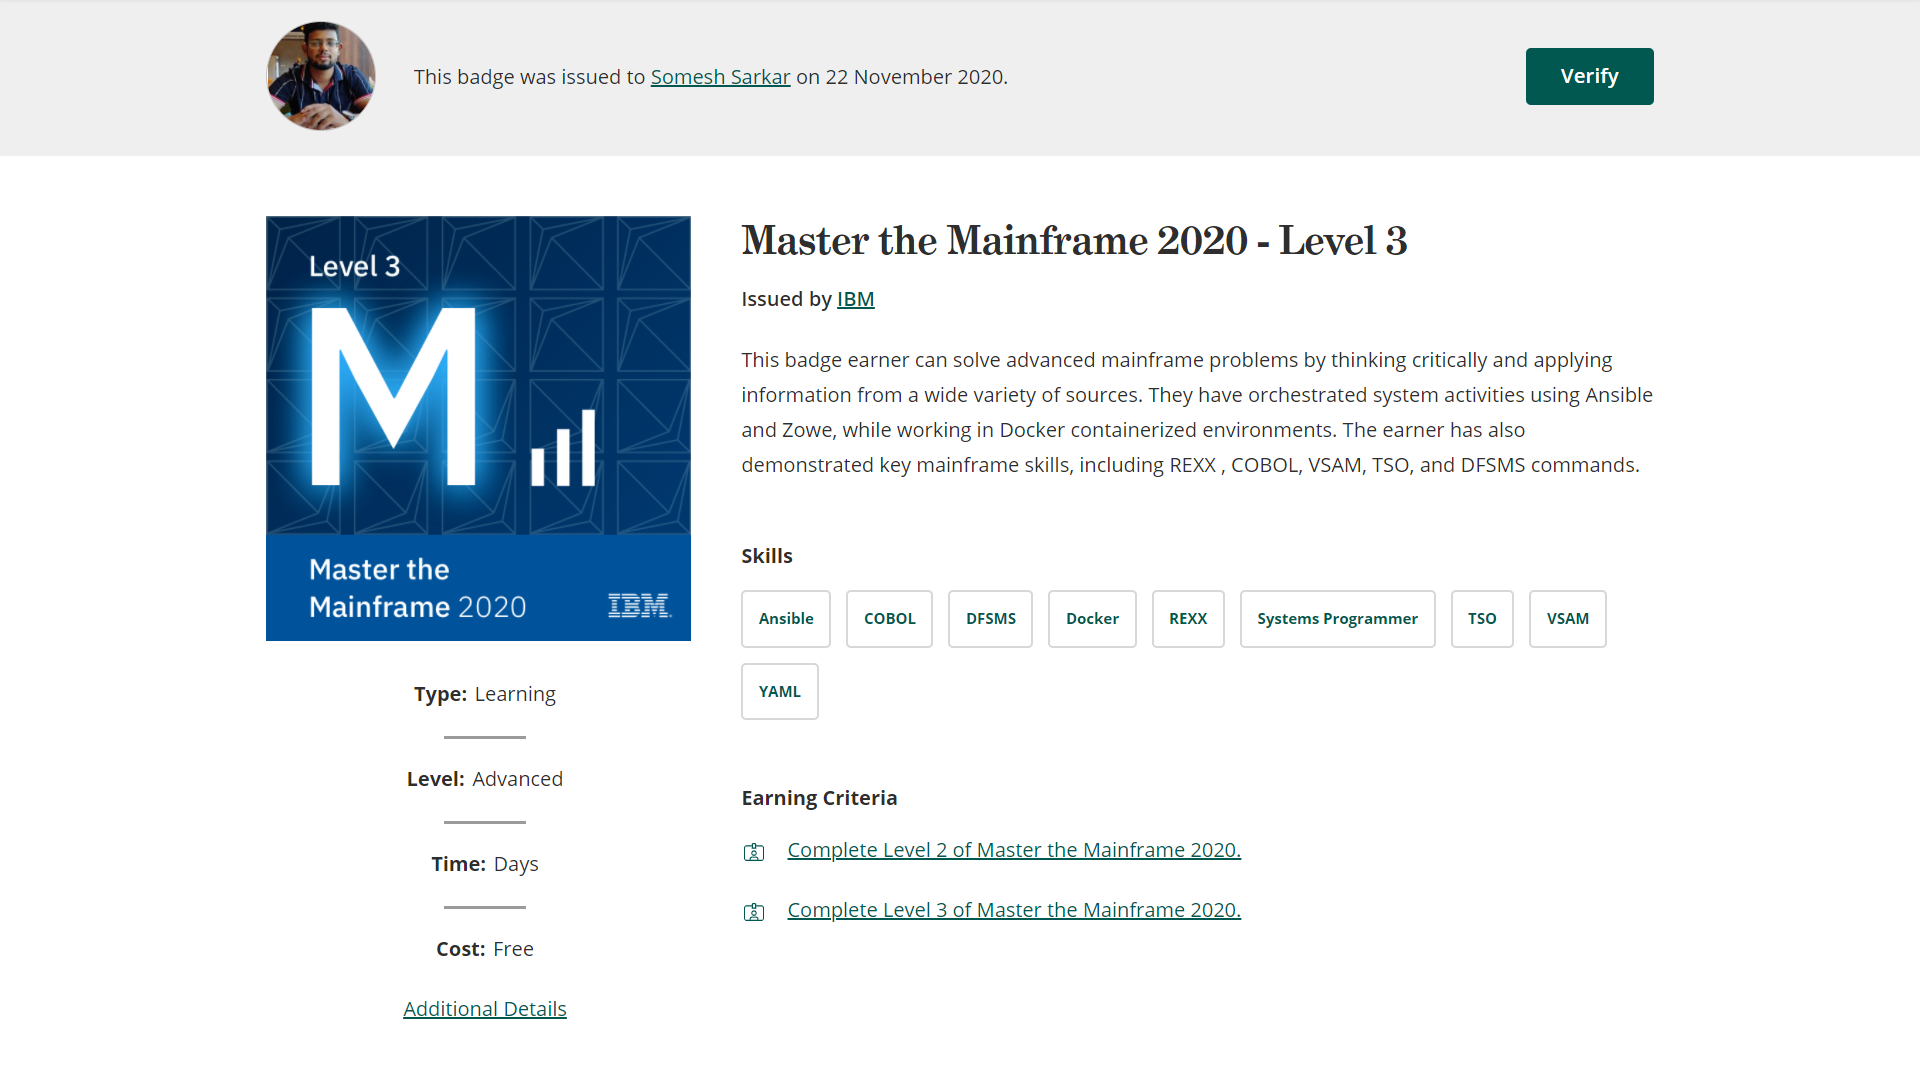 This badge was issued to Somesh Sarkar on 22 November 2020.
Verify
Level 3
M
Master the
Mainframe 2020
IBM
Type: Learning
Level: Advanced
Time: Days
Cost: Free
Additional Details
Master the Mainframe 2020 - Level 3
Issued by IBM
This badge earner can solve advanced mainframe problems by thinking critically and applying
information from a wide variety of sources. They have orchestrated system activities using Ansible
and Zowe, while working in Docker containerized environments. The earner has also
demonstrated key mainframe skills, including REXX , COBOL, VSAM, TSO, and DFSMS commands.
Skills
Ansible COBOL DFSMS Docker REXX Systems Programmer TSO VSAM
YAML
Earning Criteria
Complete Level 2 of Master the Mainframe 2020.
Complete Level 3 of Master the Mainframe 2020.